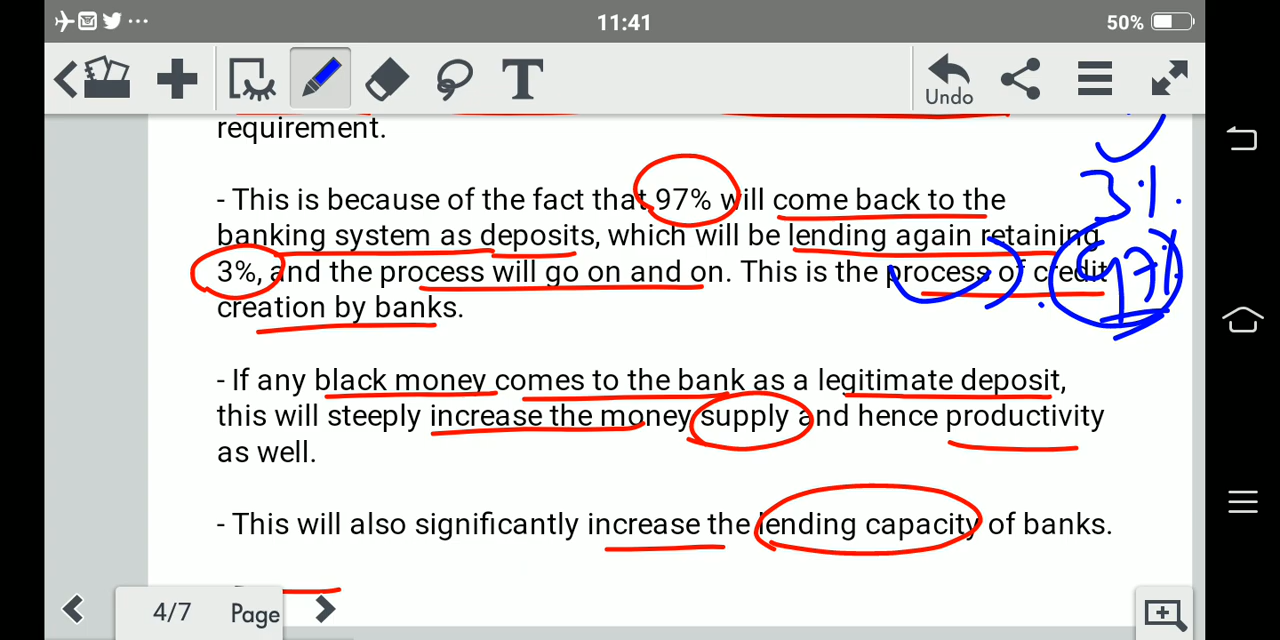 11:41
50%
T
Undo
requirement.
- This is because of the fact that 97% will come back to the
banking system as deposits, which will be lending again retaining
3%, and the process will go on and on. This is the process of credit
creation by banks.
3%.
97%
- If any black money comes to the bank as a legitimate deposit,
this will steeply increase the money supply and hence productivity
as well.
- This will also significantly increase the lending capacity of banks.
4/7 Page